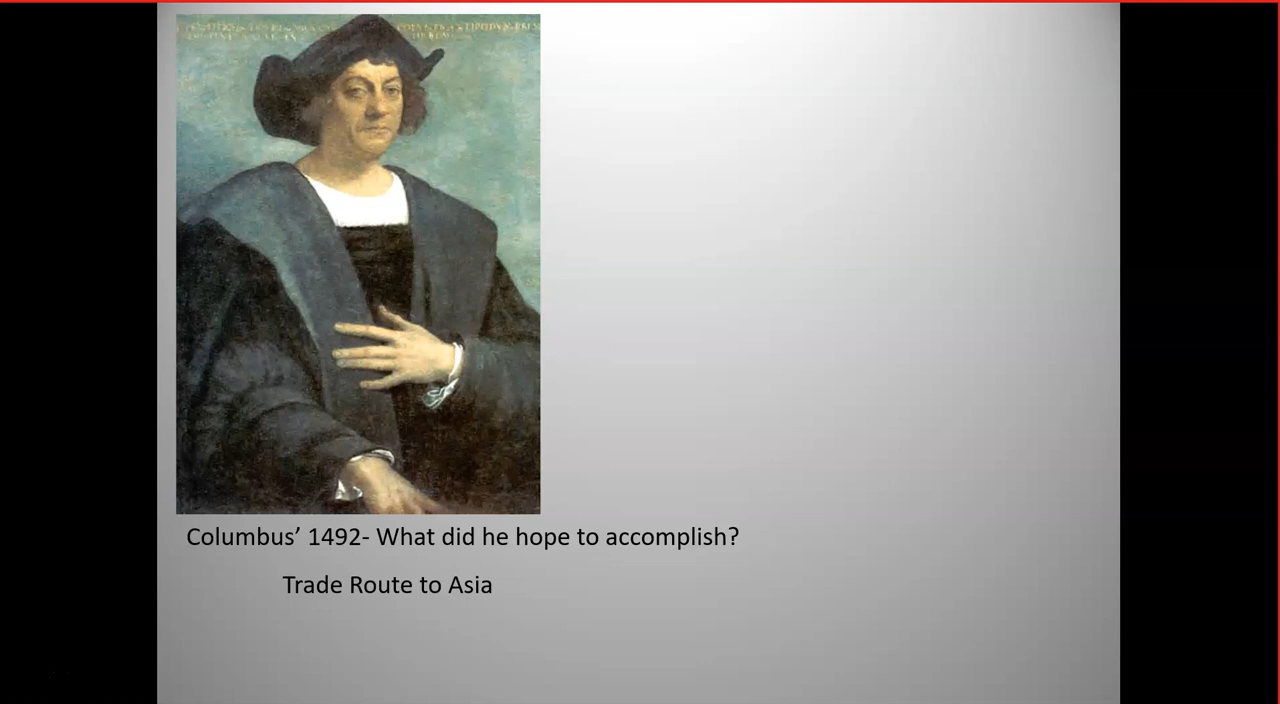 Columbus’ 1492- What did he hope to accomplish?
Trade Route to Asia